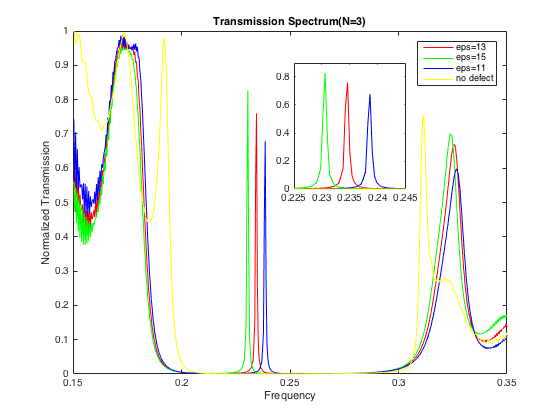 Transmission Spectrum(N=3)
Normalized Transmission
1
0.9
0.8
0.7
0.6
0.5
0.4
0.3
0.2
0.1
0
0.15 0.2 0.25 0.3 0.35
Frequency
eps=13
eps=15
eps=11
no defect
0.8
0.6
0.4
0.2
0
0.225 0.23 0.235 0.24 0.245